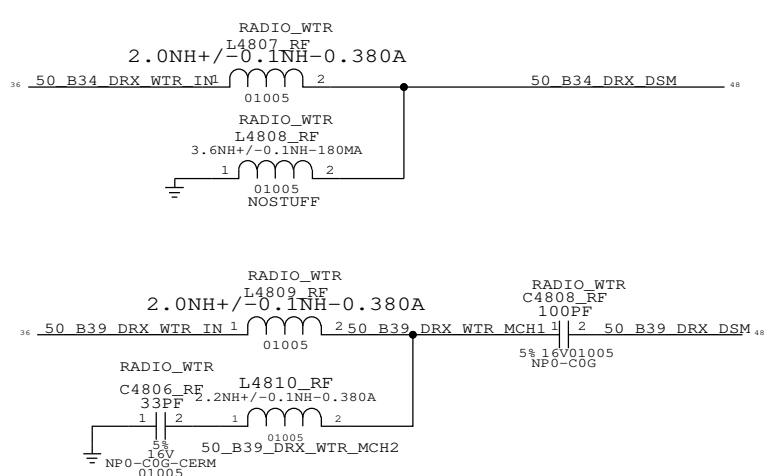 RADIO_WTR
L4807_RF
2.0NH+/-0.1NH-0.380A
36 50_B34_DRX_WTR_IN 1 2 50_B34_DRX_DSM 48
01005
RADIO_WTR
L4808_RF
3.6NH+/-0.1NH-180MA
1 2
01005
NOSTUFF
RADIO_WTR
L4809_RF
2.0NH+/-0.1NH-0.380A
RADIO_WTR
C4808_RF
100PF
36 50_B39_DRX_WTR_IN 1 2 50_B39_DRX_WTR_MCH1 1 2 50_B39_DRX_DSM 48
01005
5% 16V 01005
NP0-C0G
RADIO_WTR
C4806_RF
33PF
L4810_RF
2.2NH+/-0.1NH-0.380A
1 2 1 2
5%
16V
NP0-C0G-CERM
01005
01005
50_B39_DRX_WTR_MCH2